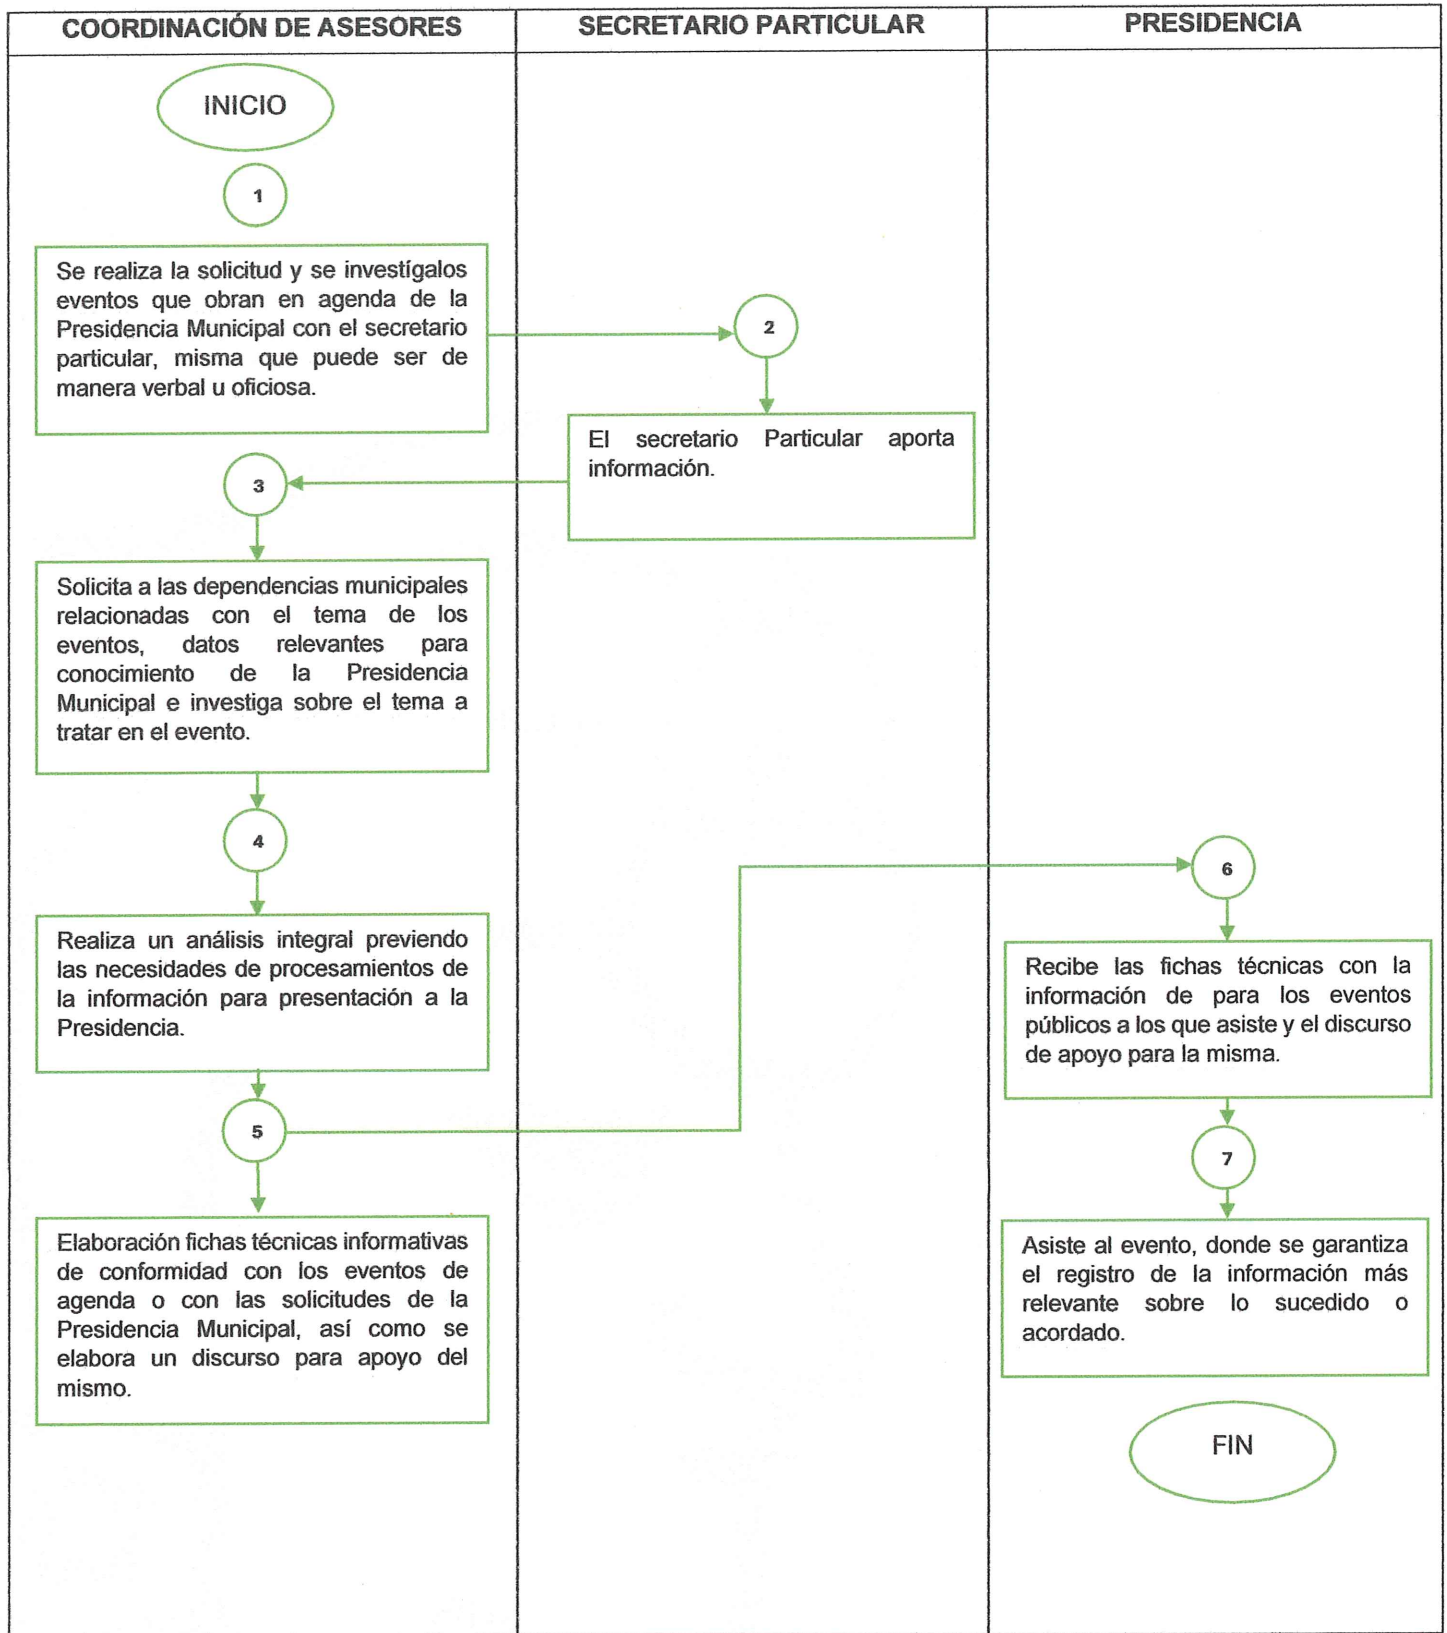 COORDINACIÓN DE ASESORES
SECRETARIO PARTICULAR
PRESIDENCIA
INICIO
1
Se realiza la solicitud y se investígalos
eventos que obran en agenda de la
Presidencia Municipal con el secretario
particular, misma que puede ser de
manera verbal u oficiosa.
2
El secretario Particular aporta
información.
3
Solicita a las dependencias municipales
relacionadas con el tema de los
eventos, datos relevantes para
conocimiento de la Presidencia
Municipal e investiga sobre el tema a
tratar en el evento.
4
Realiza un análisis integral previendo
las necesidades de procesamientos de
la información para presentación a la
Presidencia.
5
Elaboración fichas técnicas informativas
de conformidad con los eventos de
agenda o con las solicitudes de la
Presidencia Municipal, así como se
elabora un discurso para apoyo del
mismo.
6
Recibe las fichas técnicas con la
información de para los eventos
públicos a los que asiste y el discurso
de apoyo para la misma.
7
Asiste al evento, donde se garantiza
el registro de la información más
relevante sobre lo sucedido o
acordado.
FIN